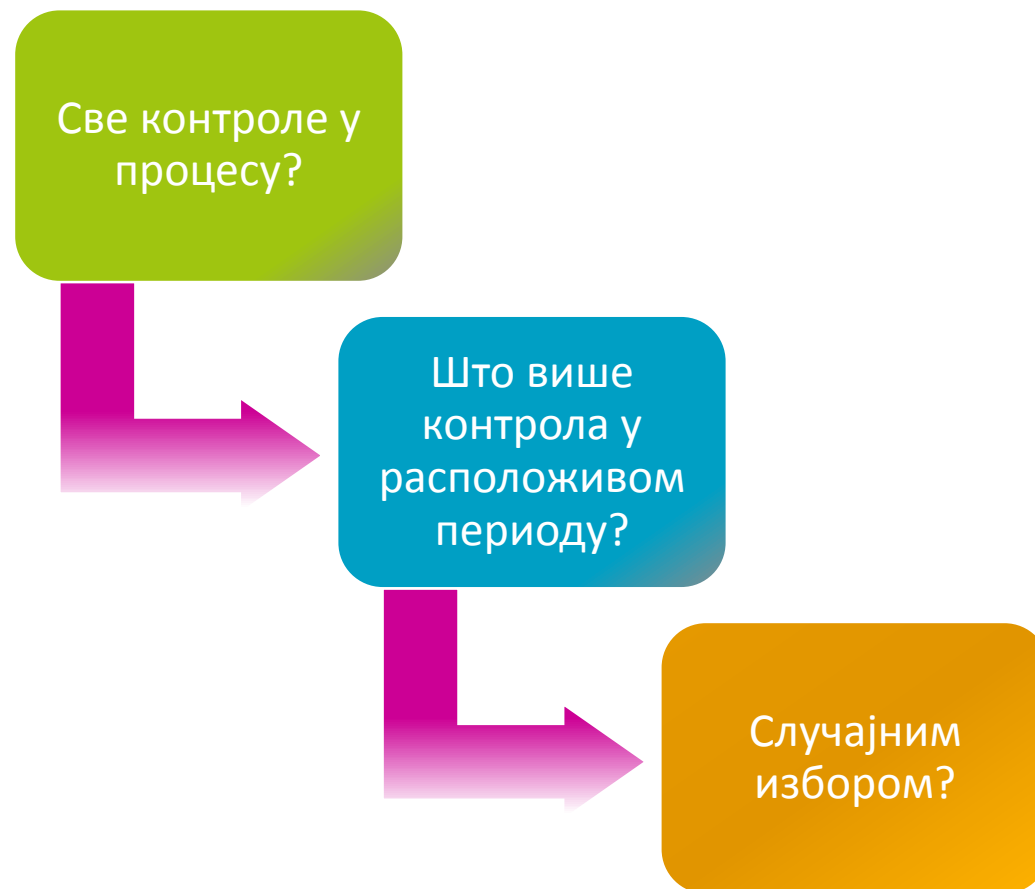 Све контроле у
процесу?
Што више
контрола у
расположивом
периоду?
Случајним
избором?